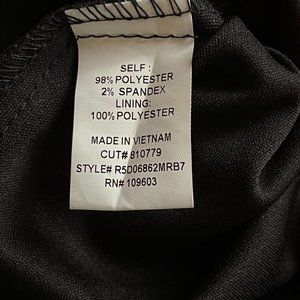 SELF :
98% POLYESTER
2% SPANDEX
LINING:
100% POLYESTER
MADE IN VIETNAM
CUT# 810779
STYLE# R5D06862MRB7
RN# 109603